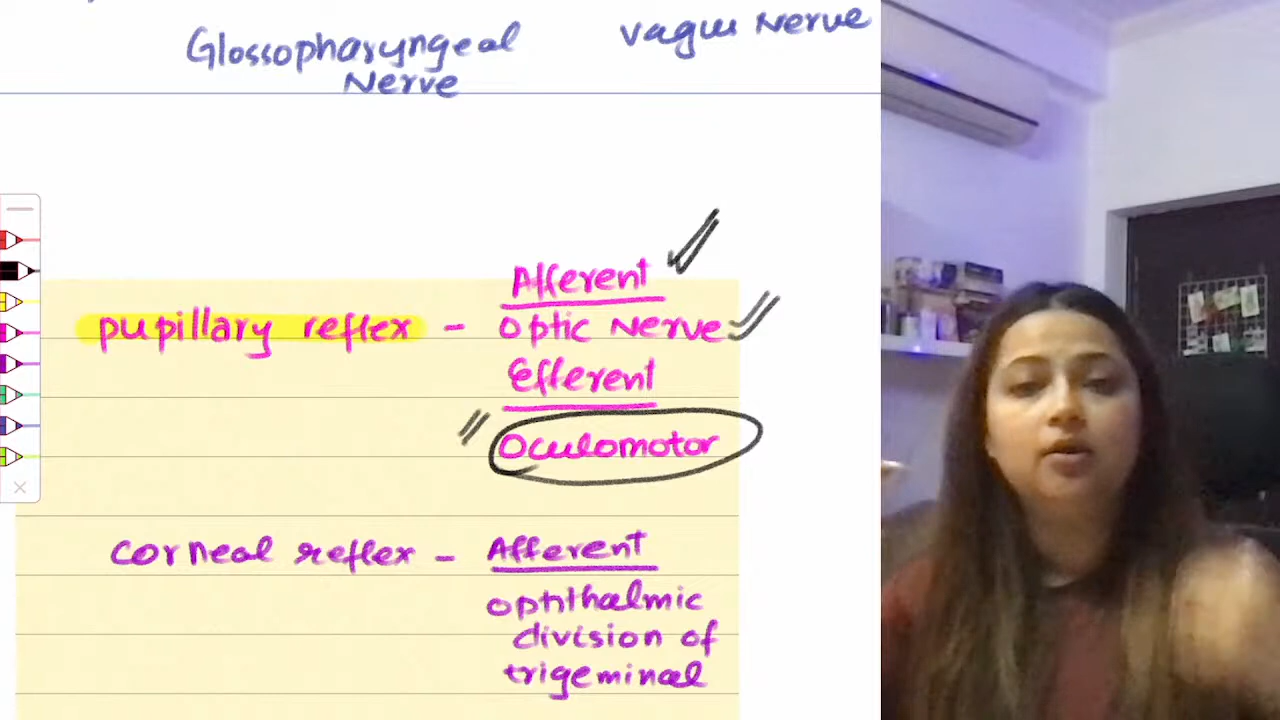 Glossopharyngeal Vagus Nerve
Nerve
Afferent
pupillary reflex - optic Nerve
Efferent
Oculomotor
Corneal reflex - Afferent
ophthalmic
division of
trigeminal